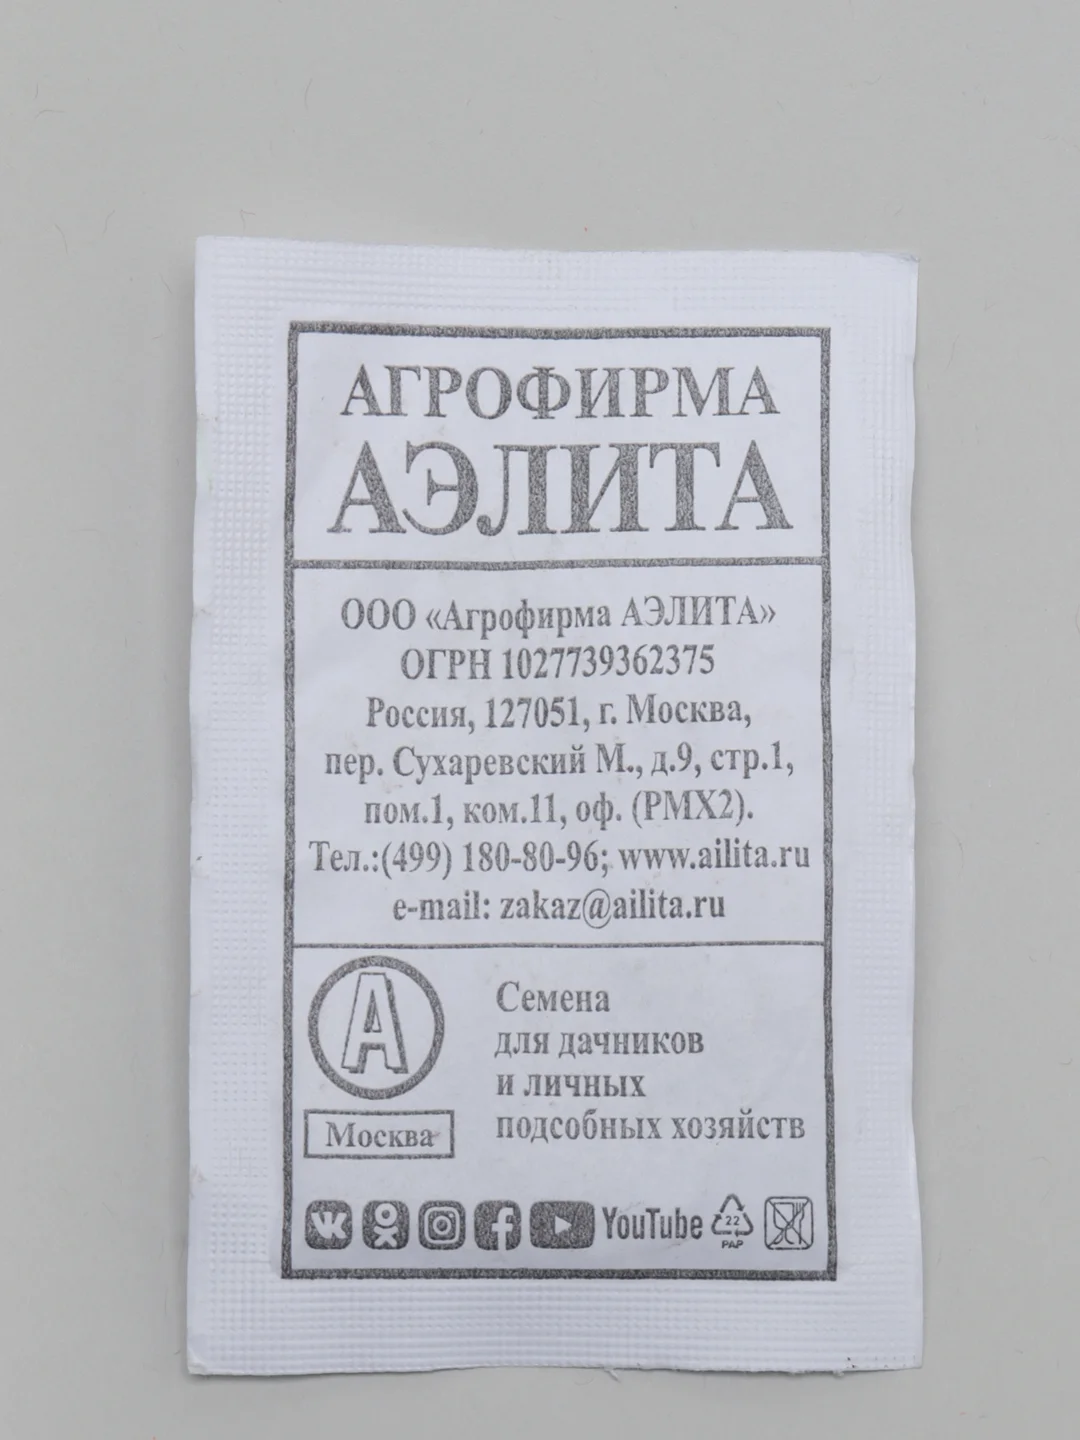 АГРОФИРМА
АЭЛИТА
ООО «Агрофирма АЭЛИТА»
ОГРН 1027739362375
Россия, 127051, г. Москва,
пер. Сухаревский М., д.9, стр.1,
пом.1, ком.11, оф. (РМХ2).
Тел.:(499) 180-80-96; www.ailita.ru
e-mail: zakaz@ailita.ru
А
Москва
Семена
для дачников
и личных
подсобных хозяйств
YouTube
22
PAP